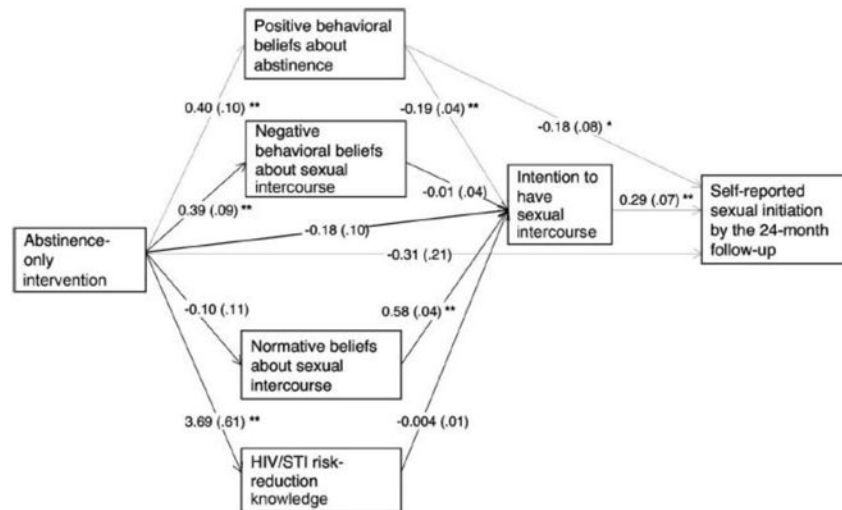 Positive behavioral
beliefs about
abstinence
0.40 (.10) **
-0.19 (.04) **
-0.18 (.08) *
Negative
behavioral beliefs
about sexual
intercourse
-0.01 (.04)
Intention to
have
sexual
intercourse
0.29 (.07) **
Self-reported
sexual initiation
by the 24-month
follow-up
0.39 (.09) **
-0.18 (.10)
Abstinence-
only
intervention
-0.31 (.21)
-0.10 (.11)
0.58 (.04) **
Normative beliefs
about sexual
intercourse
3.69 (.61) **
-0.004 (.01)
HIV/STI risk-
reduction
knowledge